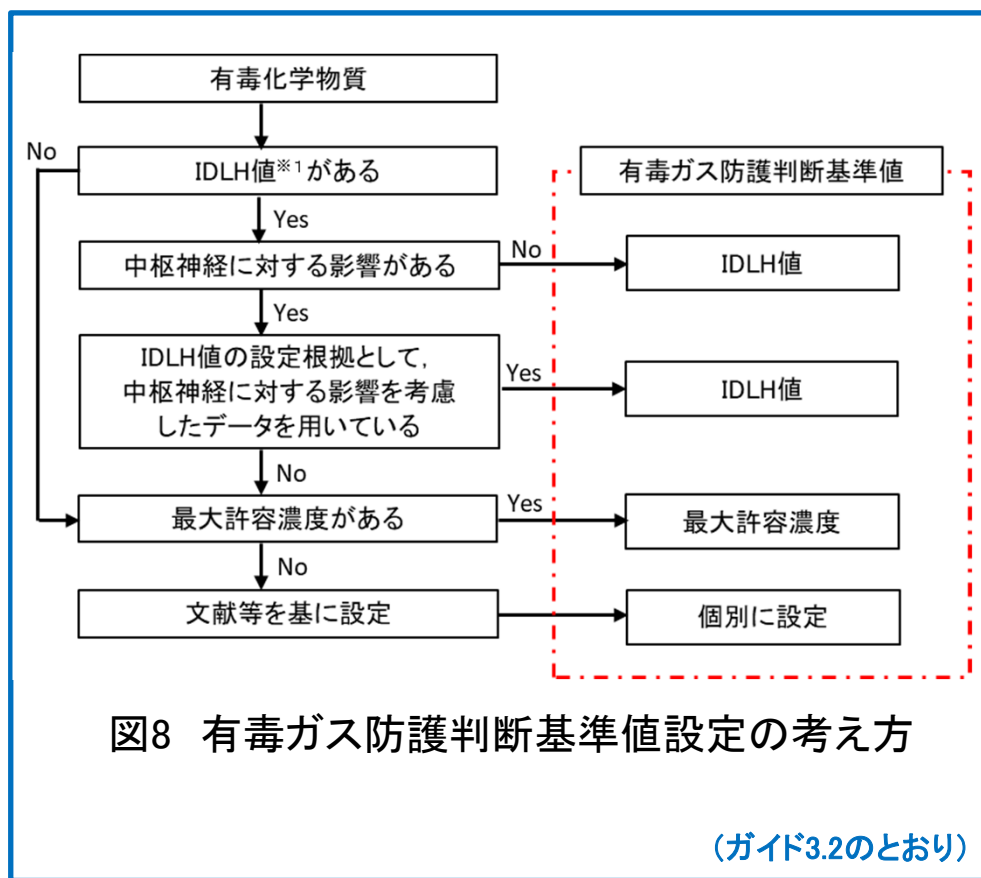 有毒化学物質
No
IDLH値※1がある
有毒ガス防護判断基準値
Yes
中枢神経に対する影響がある
No
IDLH値
Yes
IDLH値の設定根拠として,
中枢神経に対する影響を考慮
したデータを用いている
Yes
IDLH値
No
最大許容濃度がある
Yes
最大許容濃度
No
文献等を基に設定
個別に設定
図8 有毒ガス防護判断基準値設定の考え方
(ガイド3.2のとおり)